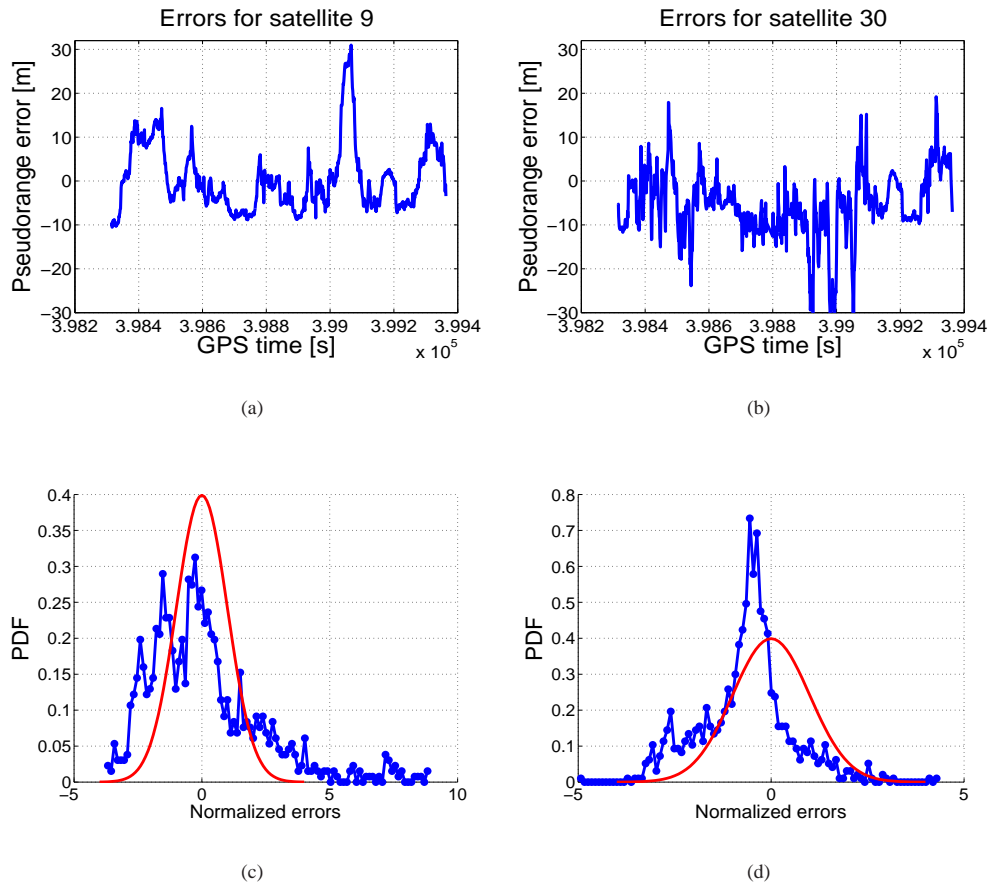 Errors for satellite 9
Pseudorange error [m]
30
20
10
0
−10
−20
−30
3.982 3.984 3.986 3.988 3.99 3.992 3.994
GPS time [s]
x 10^5
(a)
Errors for satellite 30
Pseudorange error [m]
30
20
10
0
−10
−20
−30
3.982 3.984 3.986 3.988 3.99 3.992 3.994
GPS time [s]
x 10^5
(b)
PDF
0.4
0.35
0.3
0.25
0.2
0.15
0.1
0.05
0
−5 0 5 10
Normalized errors
(c)
PDF
0.8
0.7
0.6
0.5
0.4
0.3
0.2
0.1
0
−5 0 5
Normalized errors
(d)